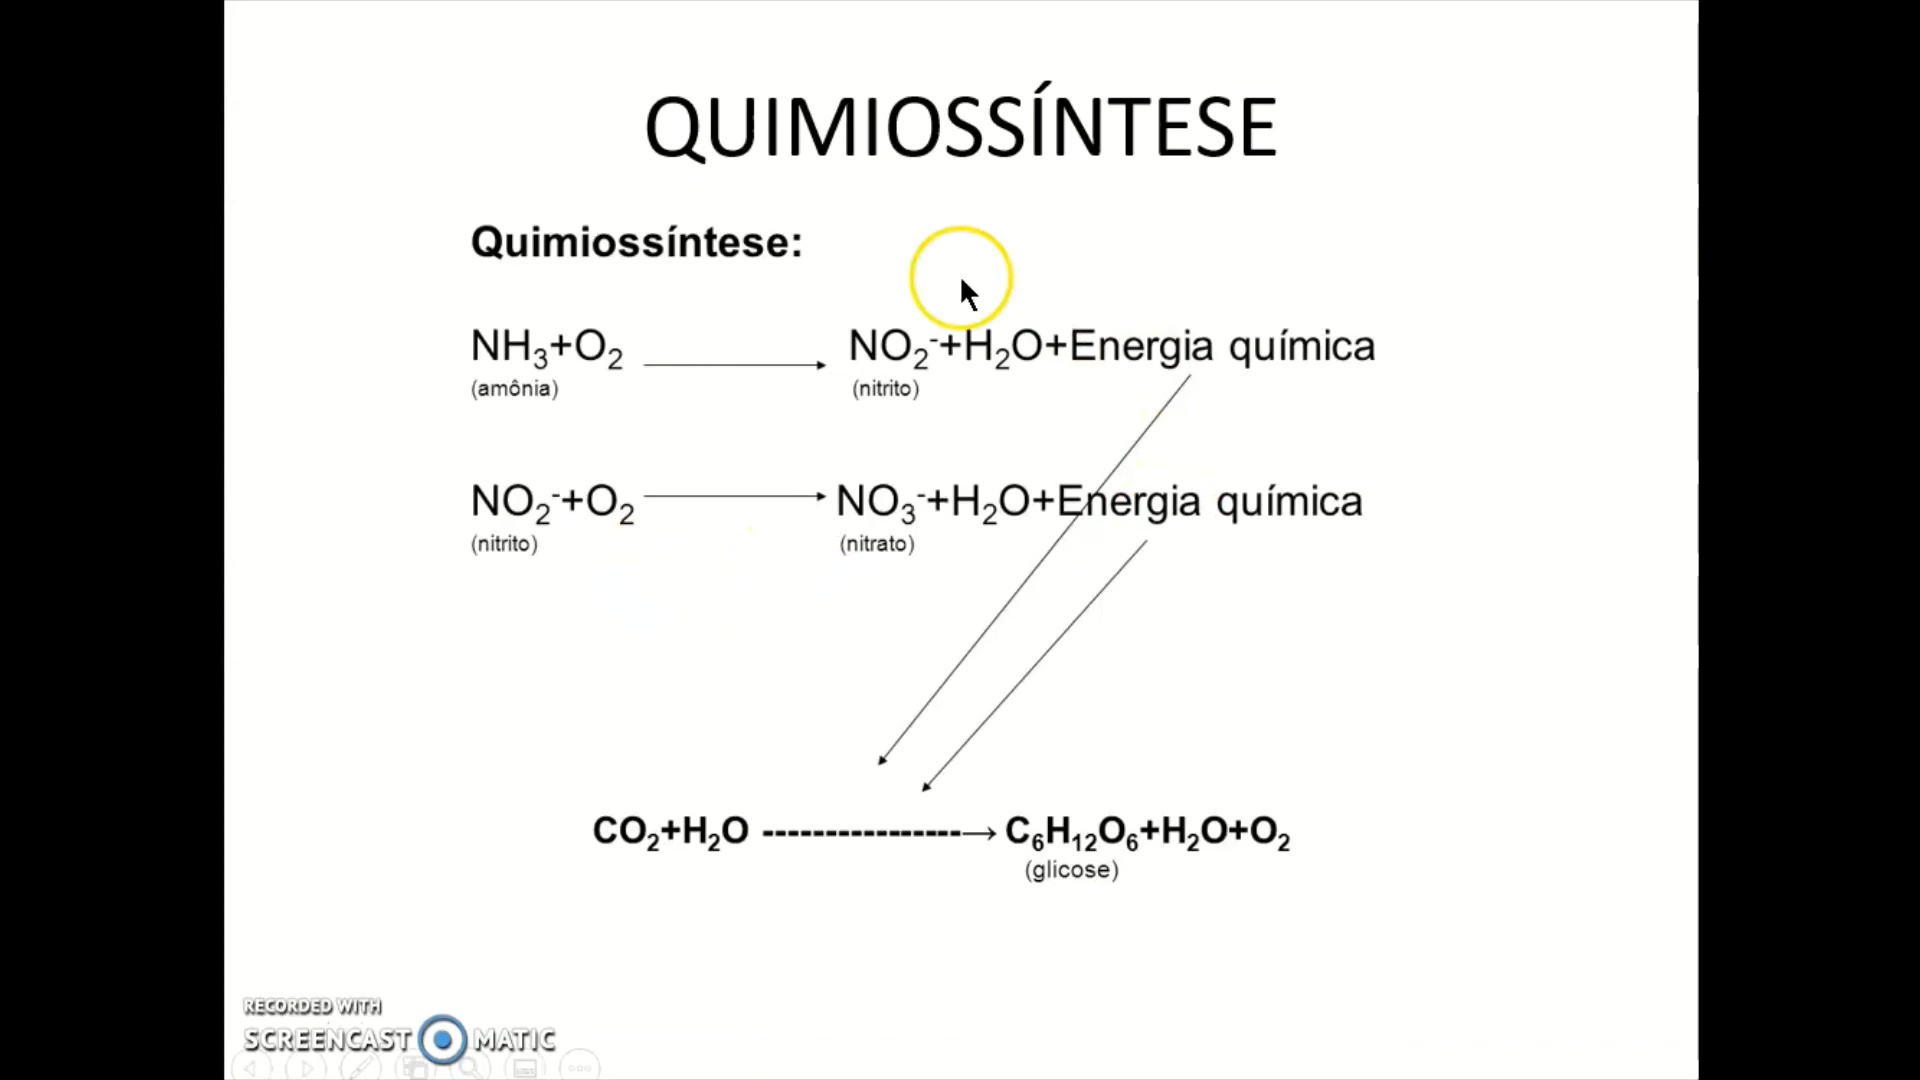 QUIMIOSSÍNTESE
Quimiossíntese:
NH₃+O₂ → NO₂⁻+H₂O+Energia química
(amônia) (nitrito)
NO₂⁻+O₂ → NO₃⁻+H₂O+Energia química
(nitrito) (nitrato)
CO₂+H₂O ----------------→ C₆H₁₂O₆+H₂O+O₂
(glicose)
RECORDED WITH
SCREENCAST MATIC